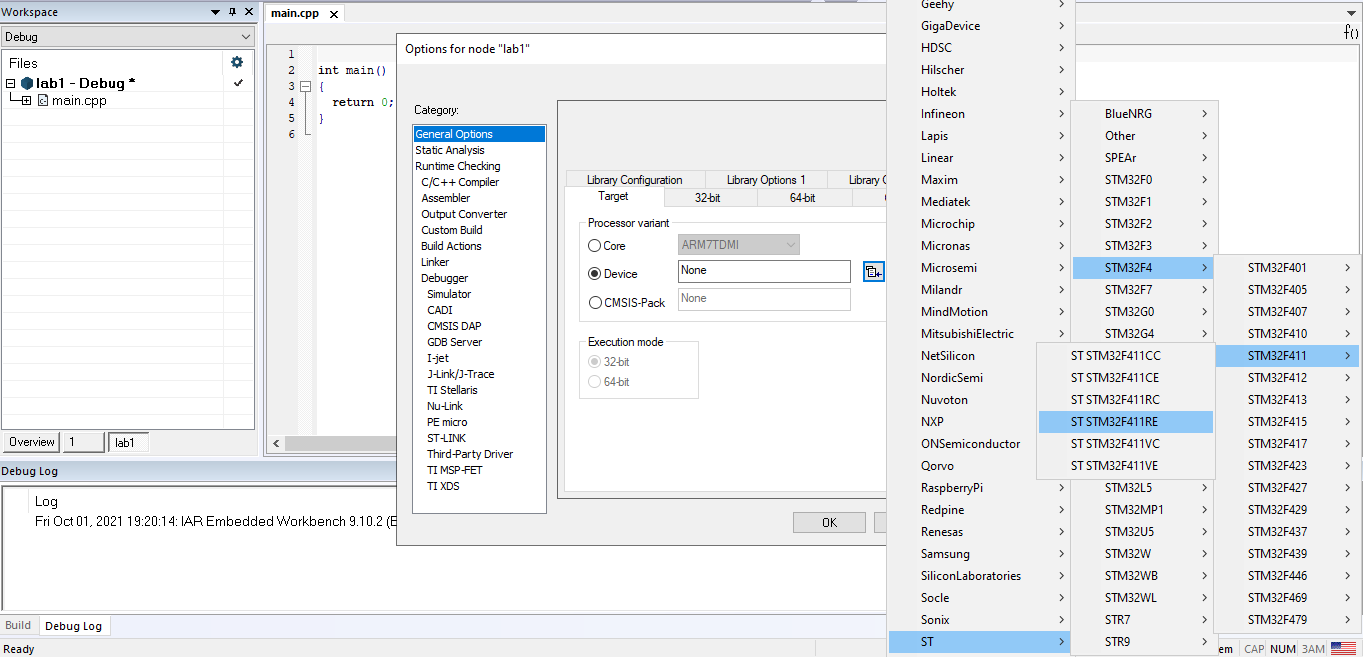 Workspace
Debug
Files
lab1 - Debug *
main.cpp
Overview
1
lab1
main.cpp
f()
1
2 int main()
3 {
4 return 0;
5 }
6
Options for node "lab1"
Category:
General Options
Static Analysis
Runtime Checking
C/C++ Compiler
Assembler
Output Converter
Custom Build
Build Actions
Linker
Debugger
Simulator
CADI
CMSIS DAP
GDB Server
I-jet
J-Link/J-Trace
TI Stellaris
Nu-Link
PE micro
ST-LINK
Third-Party Driver
TI MSP-FET
TI XDS
Library Configuration
Library Options 1
Library
Target
32-bit
64-bit
Processor variant
Core
ARM7TDMI
Device
None
CMSIS-Pack
None
Execution mode
32-bit
64-bit
OK
Geehy
GigaDevice
HDSC
Hilscher
Holtek
Infineon
Lapis
Linear
Maxim
Mediatek
Microchip
Micronas
Microsemi
Milandr
MindMotion
MitsubishiElectric
NetSilicon
NordicSemi
Nuvoton
NXP
ONSemiconductor
Qorvo
RaspberryPi
Redpine
Renesas
Samsung
SiliconLaboratories
Socle
Sonix
ST
BlueNRG
Other
SPEAr
STM32F0
STM32F1
STM32F2
STM32F3
STM32F4
STM32F7
STM32G0
STM32G4
STM32L5
STM32MP1
STM32U5
STM32W
STM32WB
STM32WL
STR7
STR9
STM32F401
STM32F405
STM32F407
STM32F410
STM32F411
STM32F412
STM32F413
STM32F415
STM32F417
STM32F423
STM32F427
STM32F429
STM32F437
STM32F439
STM32F446
STM32F469
STM32F479
ST STM32F411CC
ST STM32F411CE
ST STM32F411RC
ST STM32F411RE
ST STM32F411VC
ST STM32F411VE
Debug Log
Log
Fri Oct 01, 2021 19:20:14: IAR Embedded Workbench 9.10.2 (
Build
Debug Log
Ready
em
CAP
NUM
ЗАМ